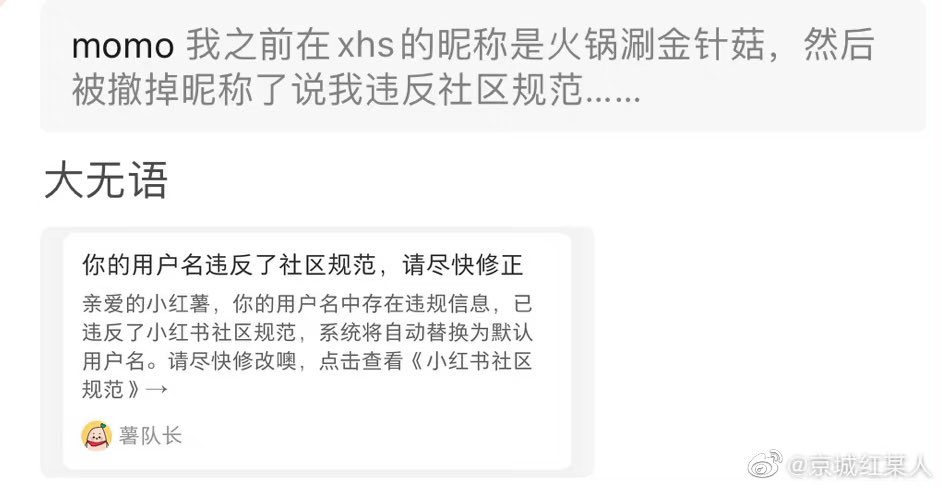 momo 我之前在xhs的昵称是火锅涮金针菇，然后
被撤掉昵称了说我违反社区规范……
大无语
你的用户名违反了社区规范，请尽快修正
亲爱的小红薯，你的用户名中存在违规信息，已
违反了小红书社区规范，系统将自动替换为默认
用户名。请尽快修改噢，点击查看《小红书社区
规范》→
薯队长
@京城红某人